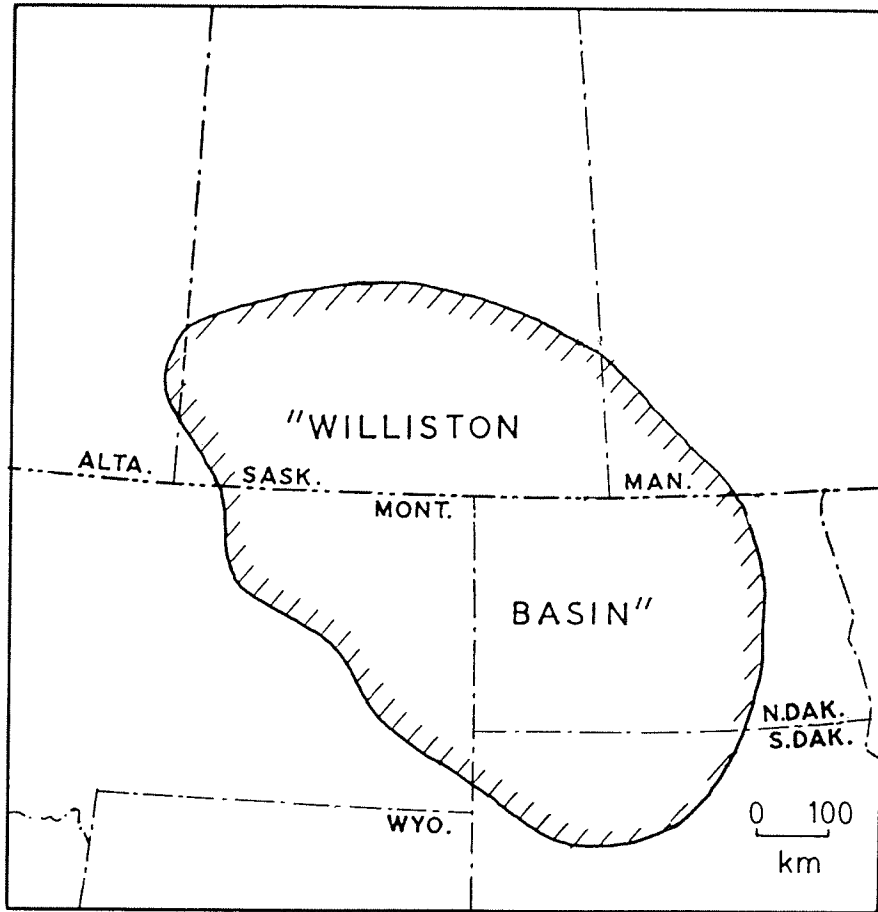 "WILLISTON
ALTA.
SASK.
MAN.
MONT.
BASIN"
N.DAK.
S.DAK.
WYO.
0 100
km